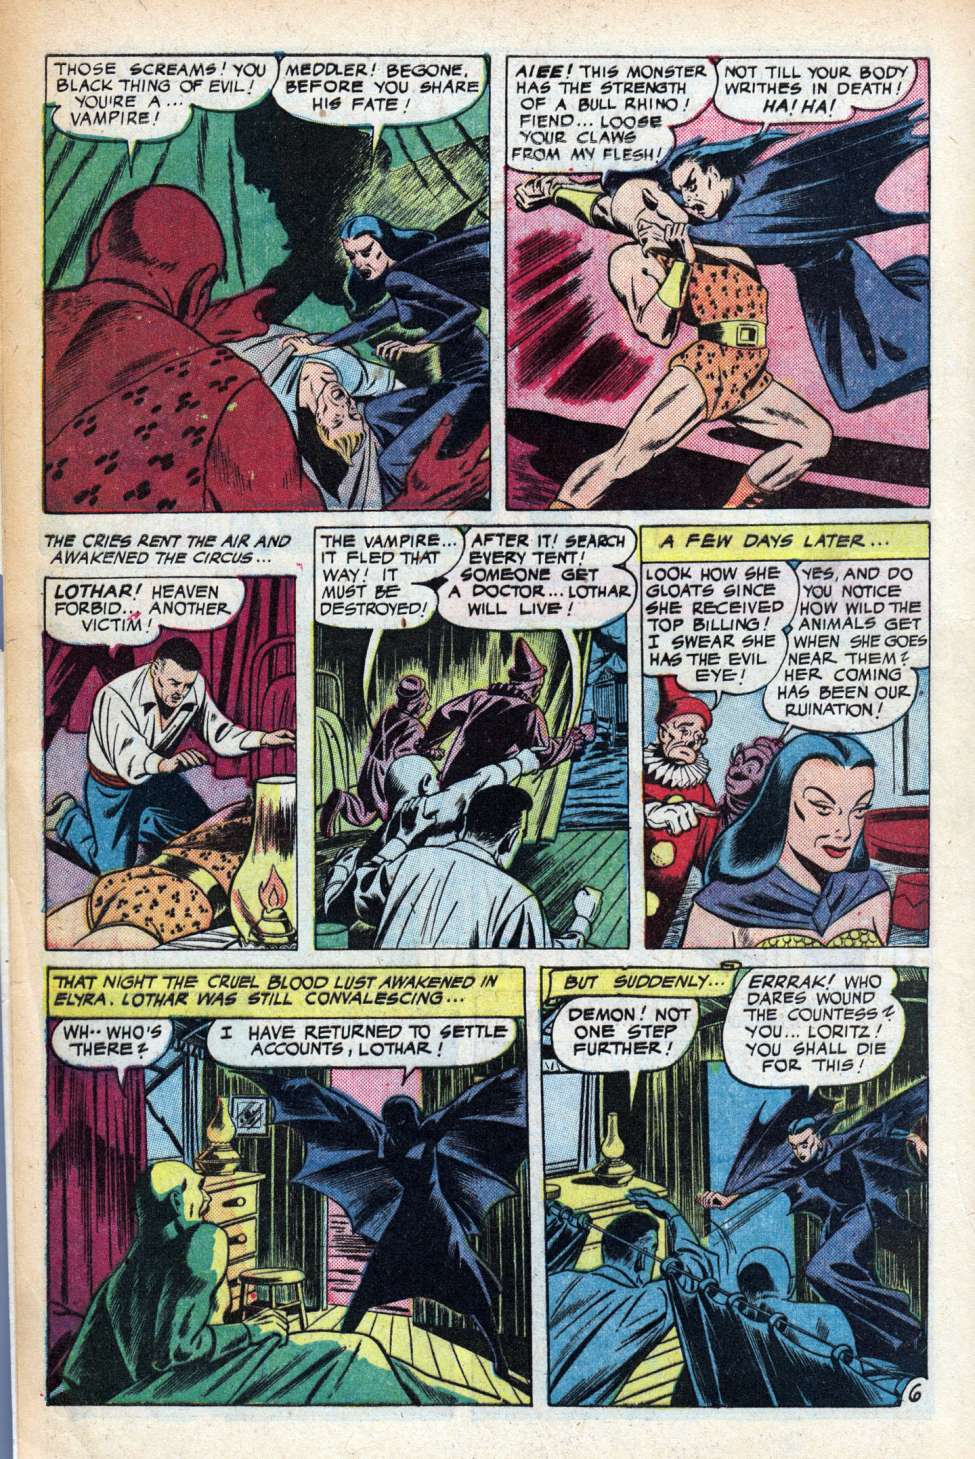 THOSE SCREAMS! YOU
BLACK THING OF EVIL!
YOU'RE A...
VAMPIRE!
MEDDLER! BEGONE,
BEFORE YOU SHARE
HIS FATE!
AIEE! THIS MONSTER
HAS THE STRENGTH
OF A BULL RHINO!
FIEND... LOOSE
YOUR CLAWS
FROM MY FLESH!
NOT TILL YOUR BODY
WRITHES IN DEATH!
HA! HA!
THE CRIES RENT THE AIR AND
AWAKENED THE CIRCUS...
LOTHAR! HEAVEN
FORBID... ANOTHER
VICTIM!
THE VAMPIRE...
IT FLED THAT
WAY! IT
MUST BE
DESTROYED!
AFTER IT! SEARCH
EVERY TENT!
SOMEONE GET
A DOCTOR... LOTHAR
WILL LIVE!
A FEW DAYS LATER...
LOOK HOW SHE
GLOATS SINCE
SHE RECEIVED
TOP BILLING!
I SWEAR SHE
HAS THE EVIL
EYE!
YES, AND DO
YOU NOTICE
HOW WILD THE
ANIMALS GET
WHEN SHE GOES
NEAR THEM?
HER COMING
HAS BEEN OUR
RUINATION!
THAT NIGHT THE CRUEL BLOOD LUST AWAKENED IN
ELYRA. LOTHAR WAS STILL CONVALESCING...
WH-- WHO'S
THERE?
I HAVE RETURNED TO SETTLE
ACCOUNTS, LOTHAR!
BUT SUDDENLY...
DEMON! NOT
ONE STEP
FURTHER!
ERRRAK! WHO
DARES WOUND
THE COUNTESS?
YOU... LORITZ!
YOU SHALL DIE
FOR THIS!
6